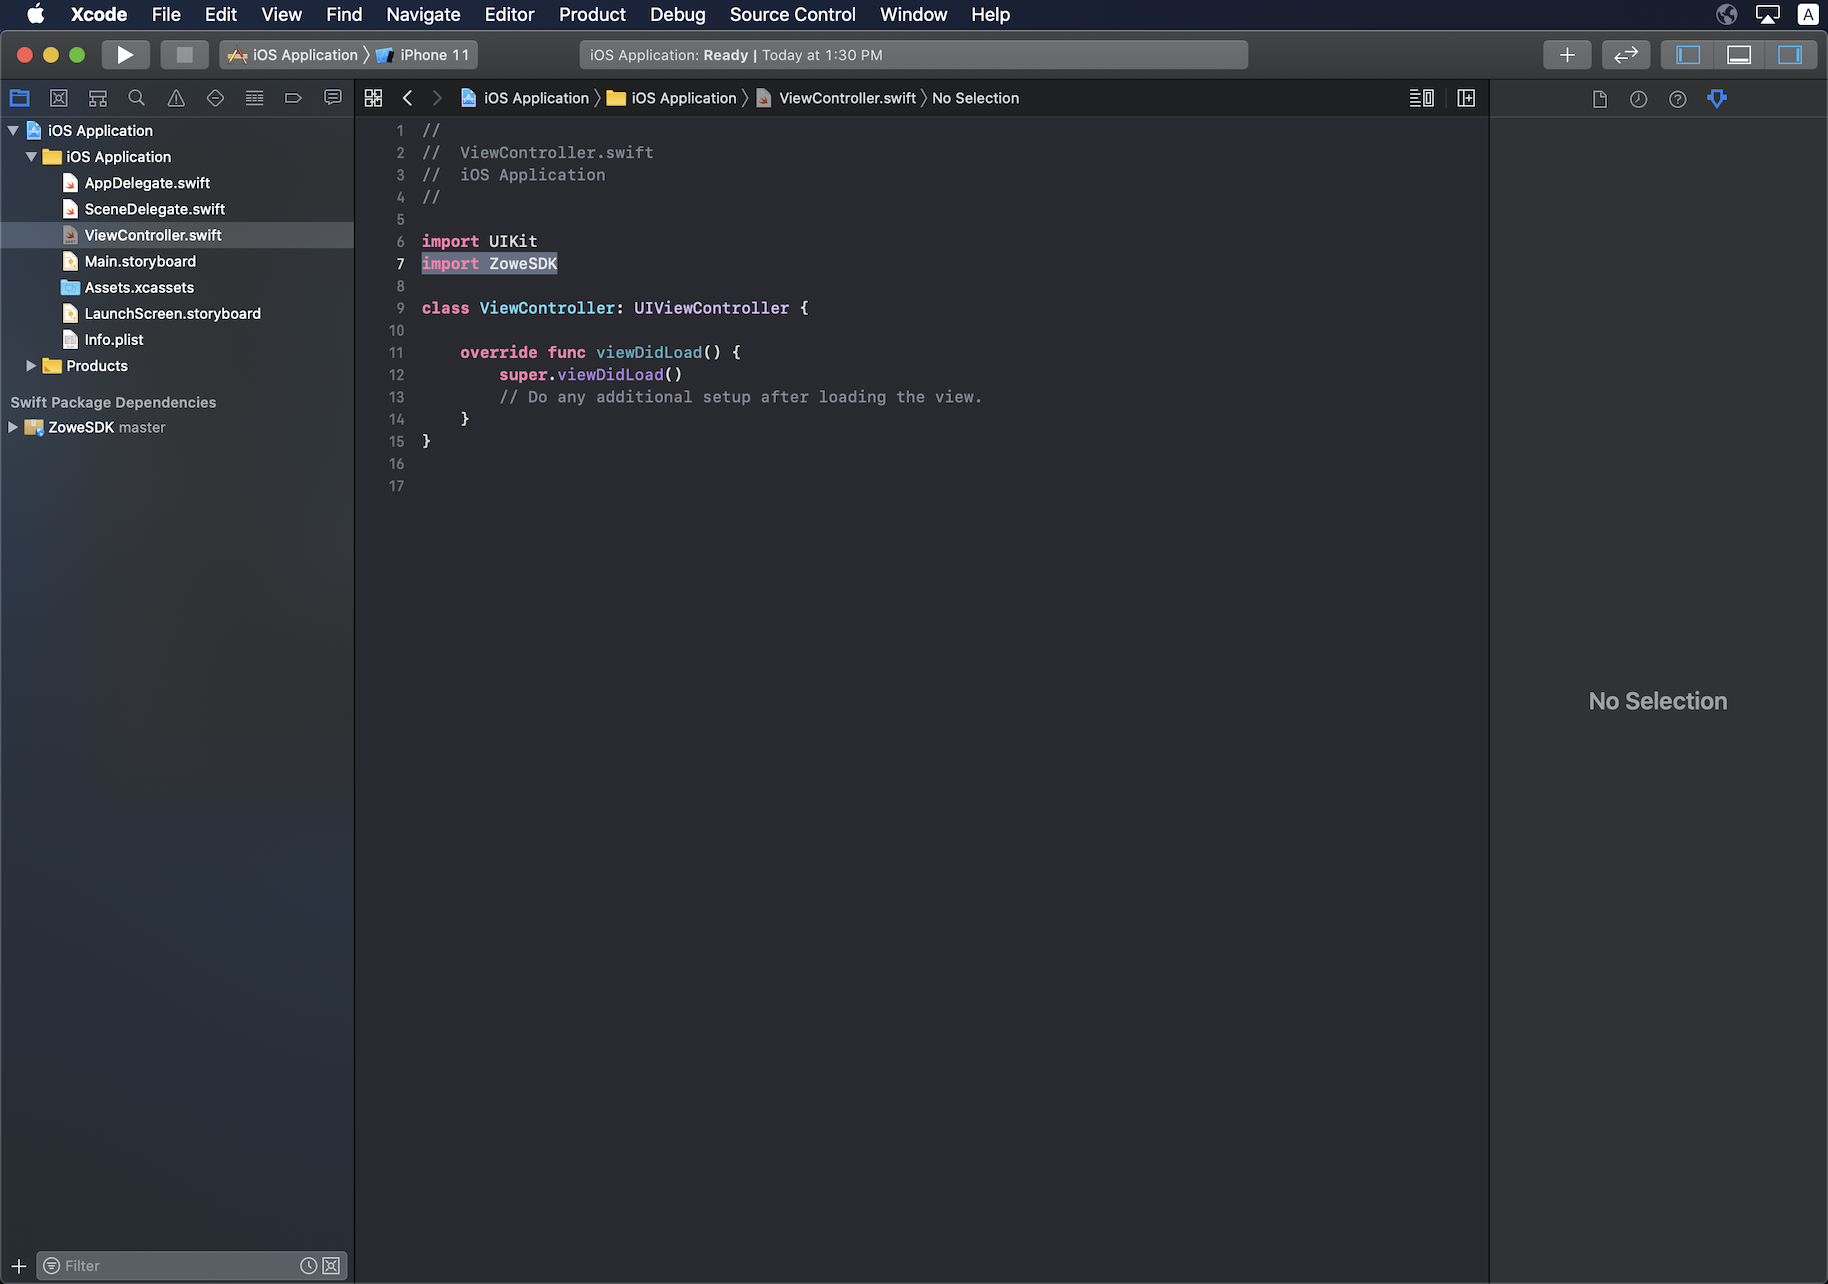 Xcode File Edit View Find Navigate Editor Product Debug Source Control Window Help A
iOS Application iPhone 11
iOS Application: Ready | Today at 1:30 PM
iOS Application
iOS Application
AppDelegate.swift
SceneDelegate.swift
ViewController.swift
Main.storyboard
Assets.xcassets
LaunchScreen.storyboard
Info.plist
Products
Swift Package Dependencies
ZoweSDK master
Filter
iOS Application iOS Application ViewController.swift No Selection
1 //
2 //  ViewController.swift
3 //  iOS Application
4 //
5
6 import UIKit
7 import ZoweSDK
8
9 class ViewController: UIViewController {
10
11     override func viewDidLoad() {
12         super.viewDidLoad()
13         // Do any additional setup after loading the view.
14     }
15 }
16
17
No Selection